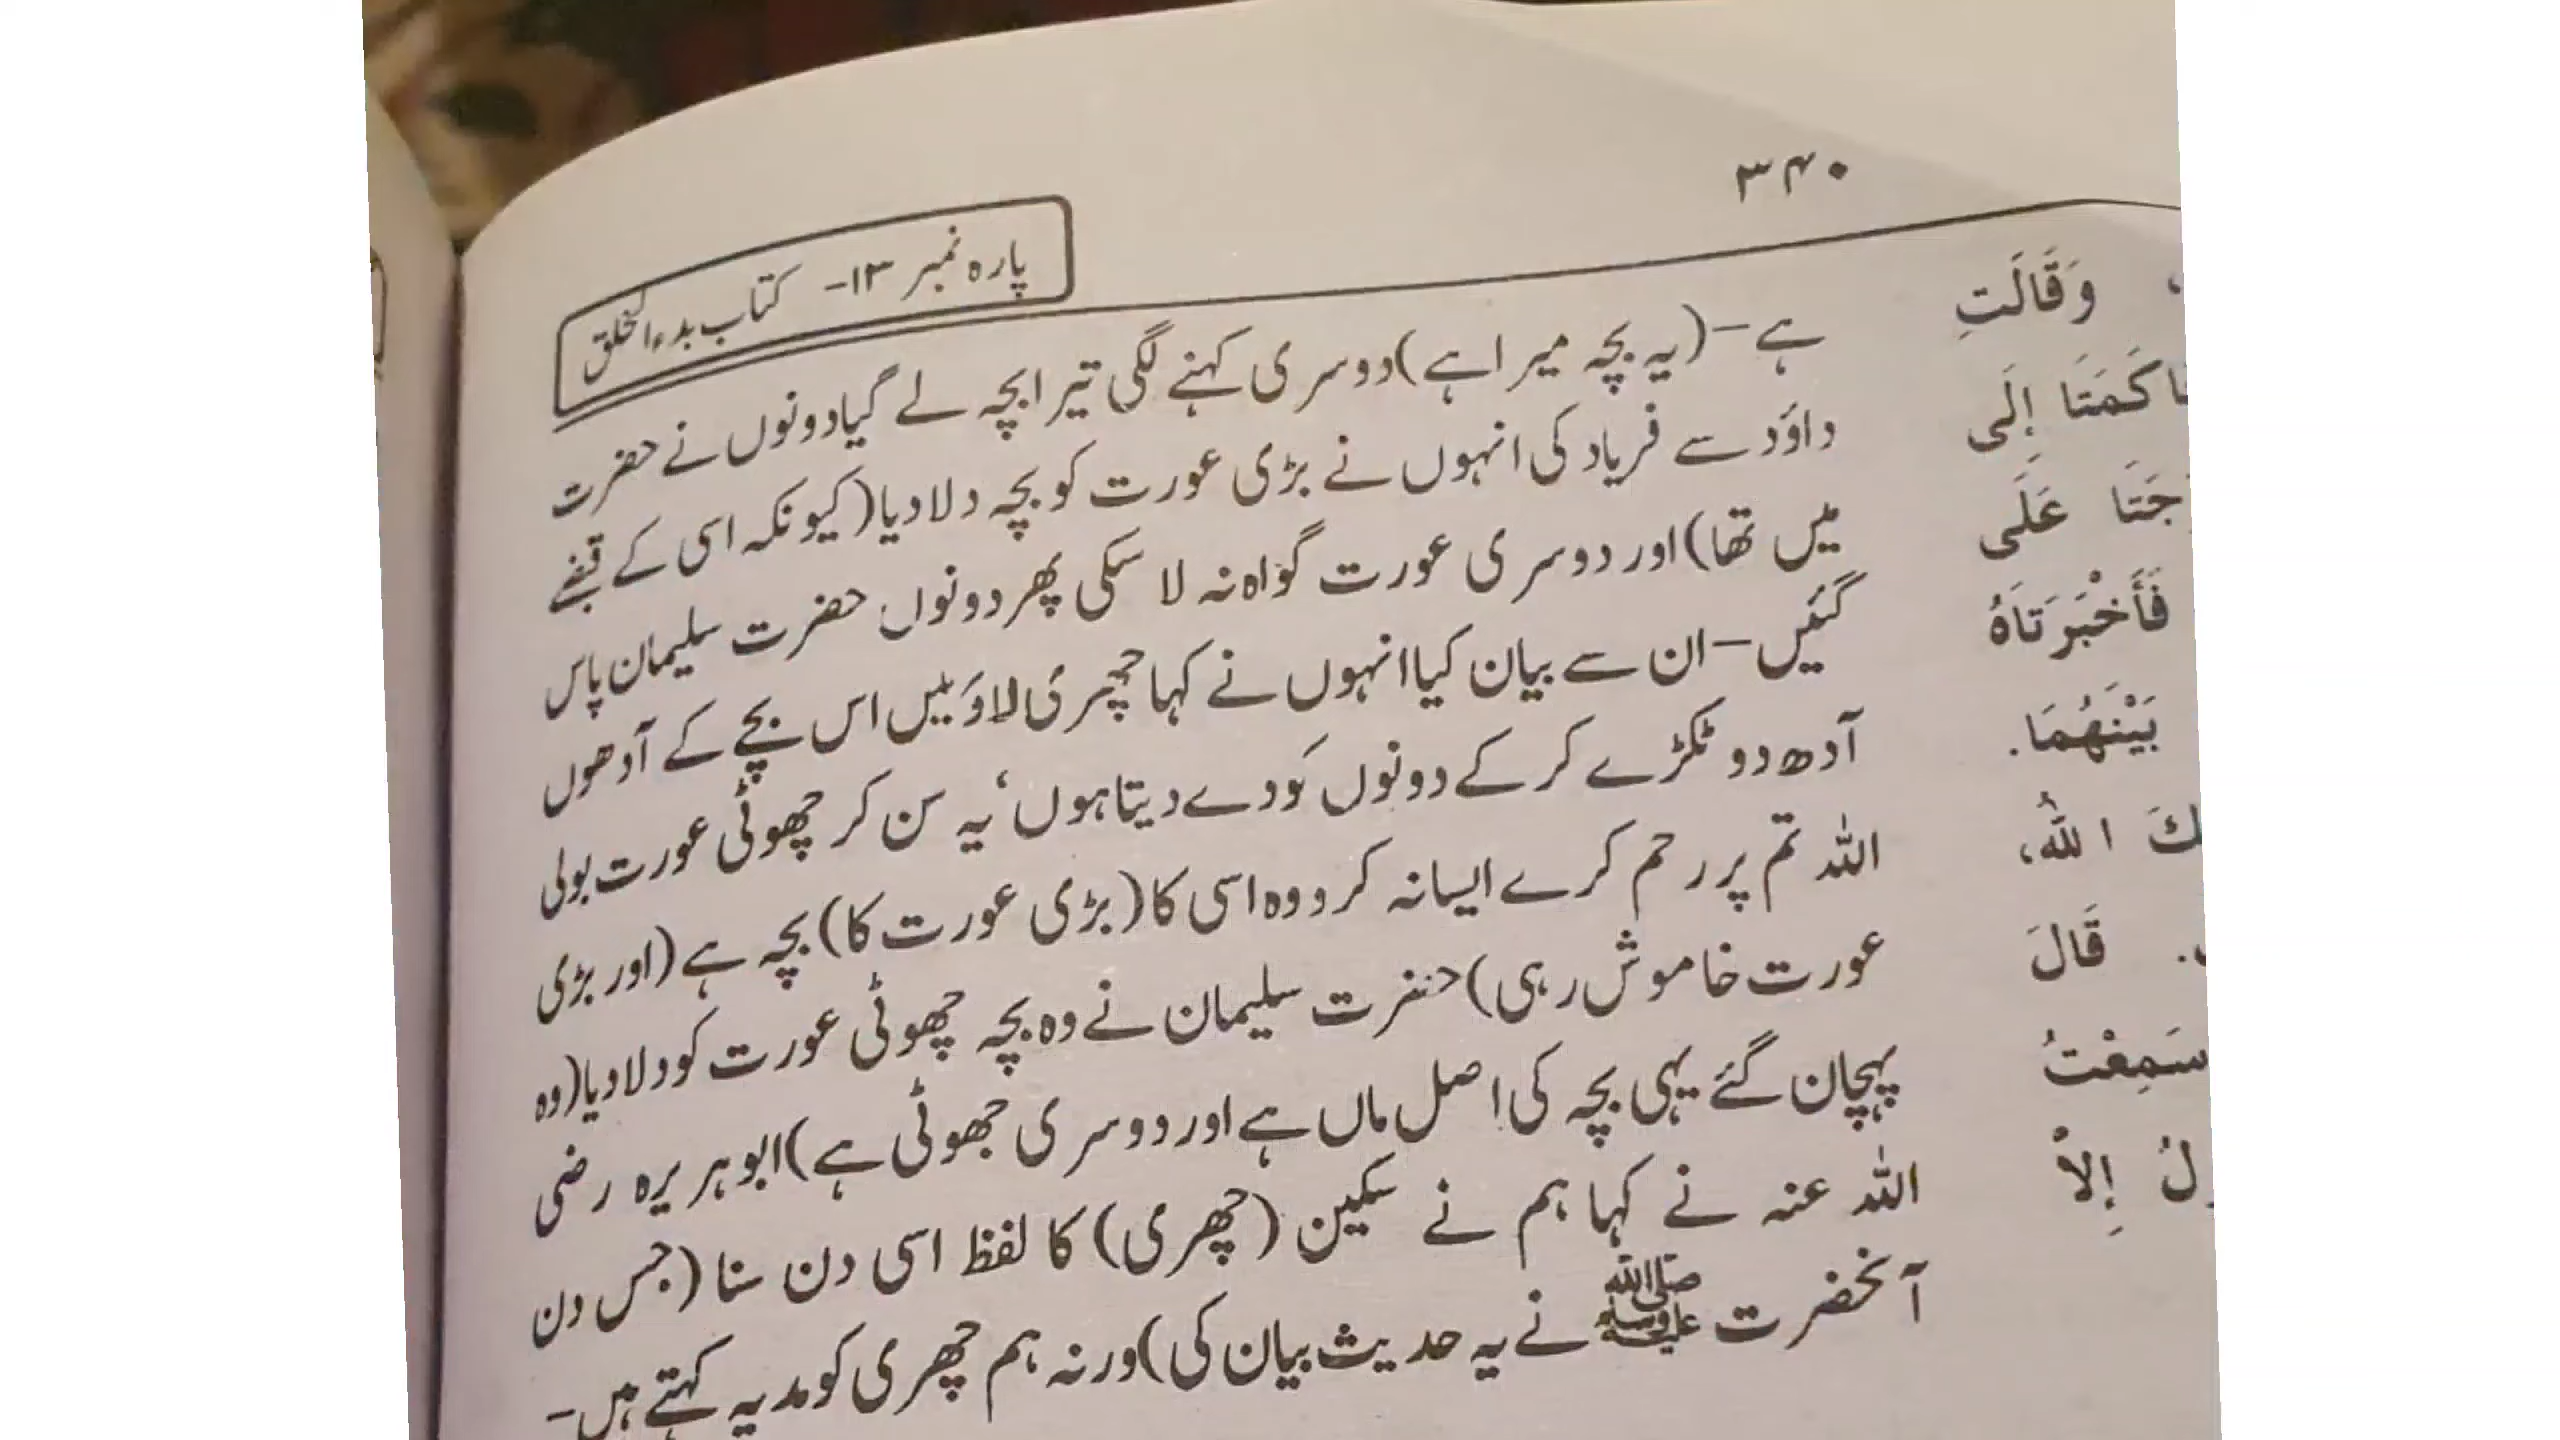 ۳۴۰
پارہ نمبر ۱۳- کتاب بدء الخلق
ہے-(یہ بچہ میرا ہے) دوسری کہنے لگی تیرا بچہ لے گیا دونوں نے حضرت
داؤد سے فریاد کی انہوں نے بڑی عورت کو بچہ دلا دیا (کیونکہ اسی کے قبضے
میں تھا) اور دوسری عورت گواہ نہ لا سکی پھر دونوں حضرت سلیمان پاس
گئیں-ان سے بیان کیا انہوں نے کہا چھری لاؤ میں اس بچے کے آدھوں
آدھ دو ٹکڑے کر کے دونوں کو دے دیتا ہوں، یہ سن کر چھوٹی عورت بولی
اللہ تم پر رحم کرے ایسا نہ کرو وہ اسی کا (بڑی عورت کا) بچہ ہے (اور بڑی
عورت خاموش رہی) حضرت سلیمان نے وہ بچہ چھوٹی عورت کو دلا دیا (وہ
پہچان گئے یہی بچہ کی اصل ماں ہے اور دوسری جھوٹی ہے) ابو ہریرہ رضی
اللہ عنہ نے کہا ہم نے سکین (چھری) کا لفظ اسی دن سنا (جس دن
آنحضرت ﷺ نے یہ حدیث بیان کی) ورنہ ہم چھری کو مدیہ کہتے ہیں-
وَقَالَتِ
إِلَى
عَلَى
فَأَخْبَرَتَاهُ
بَيْنَهُمَا.
اللهُ،
قَالَ
سَمِعْتُ
إِلاَّ